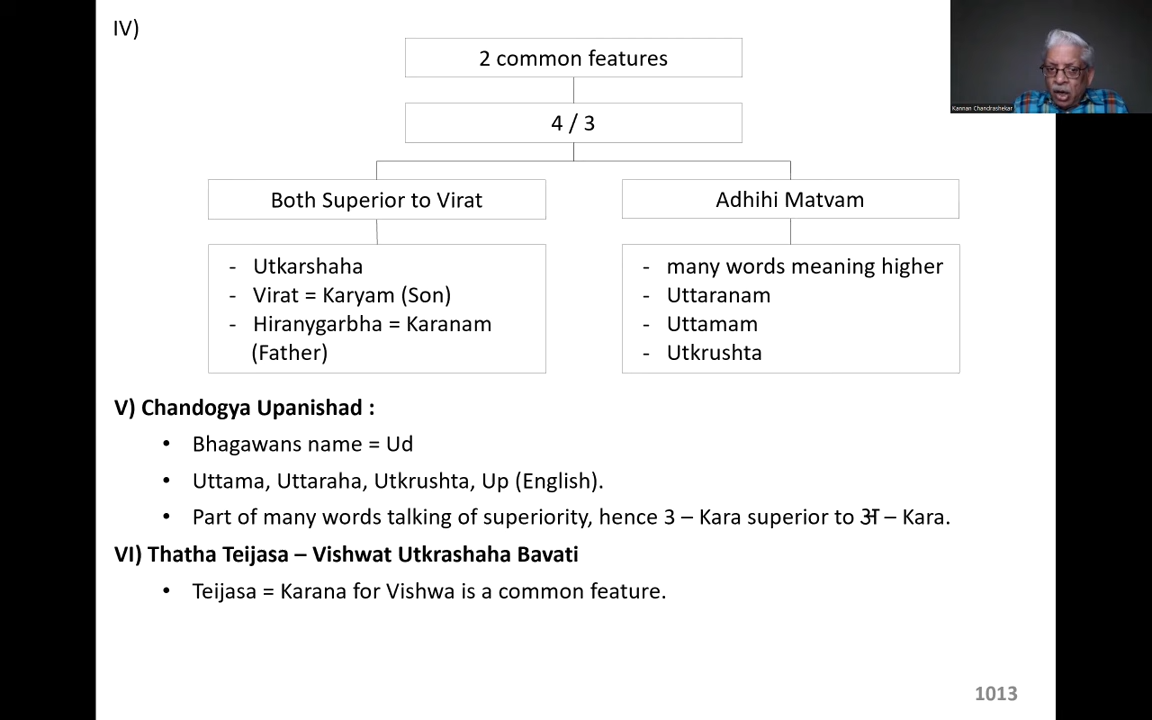 IV)
2 common features
4 / 3
Both Superior to Virat
Adhihi Matvam
- Utkarshaha
- Virat = Karyam (Son)
- Hiranygarbha = Karanam
(Father)
- many words meaning higher
- Uttaranam
- Uttamam
- Utkrushta
V) Chandogya Upanishad :
• Bhagawans name = Ud
• Uttama, Uttaraha, Utkrushta, Up (English).
• Part of many words talking of superiority, hence 3 – Kara superior to अ – Kara.
VI) Thatha Teijasa – Vishwat Utkrashaha Bavati
• Teijasa = Karana for Vishwa is a common feature.
1013
Kannan Chandrashekar